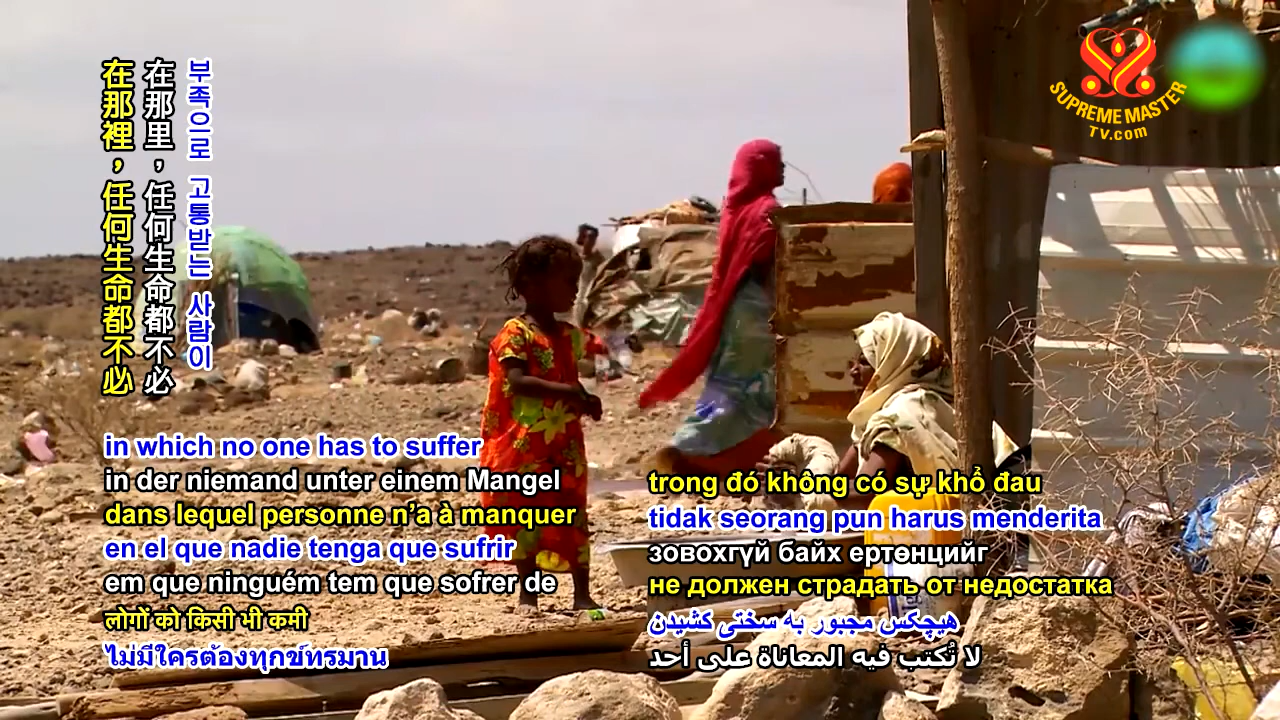 在那裡，任何生命都不必
在那里，任何生命都不必
부족으로 고통받는 사람이
in which no one has to suffer
in der niemand unter einem Mangel
dans lequel personne n’a à manquer
en el que nadie tenga que sufrir
em que ninguém tem que sofrer de
लोगों को किसी भी कमी
ไม่มีใครต้องทุกข์ทรมาน
trong đó không có sự khổ đau
tidak seorang pun harus menderita
зовохгүй байх ертөнцийг
не должен страдать от недостатка
هیچکس مجبور به سختی کشیدن
لا تُكتب فيه المعاناة على أحد
SUPREME MASTER
TV.com